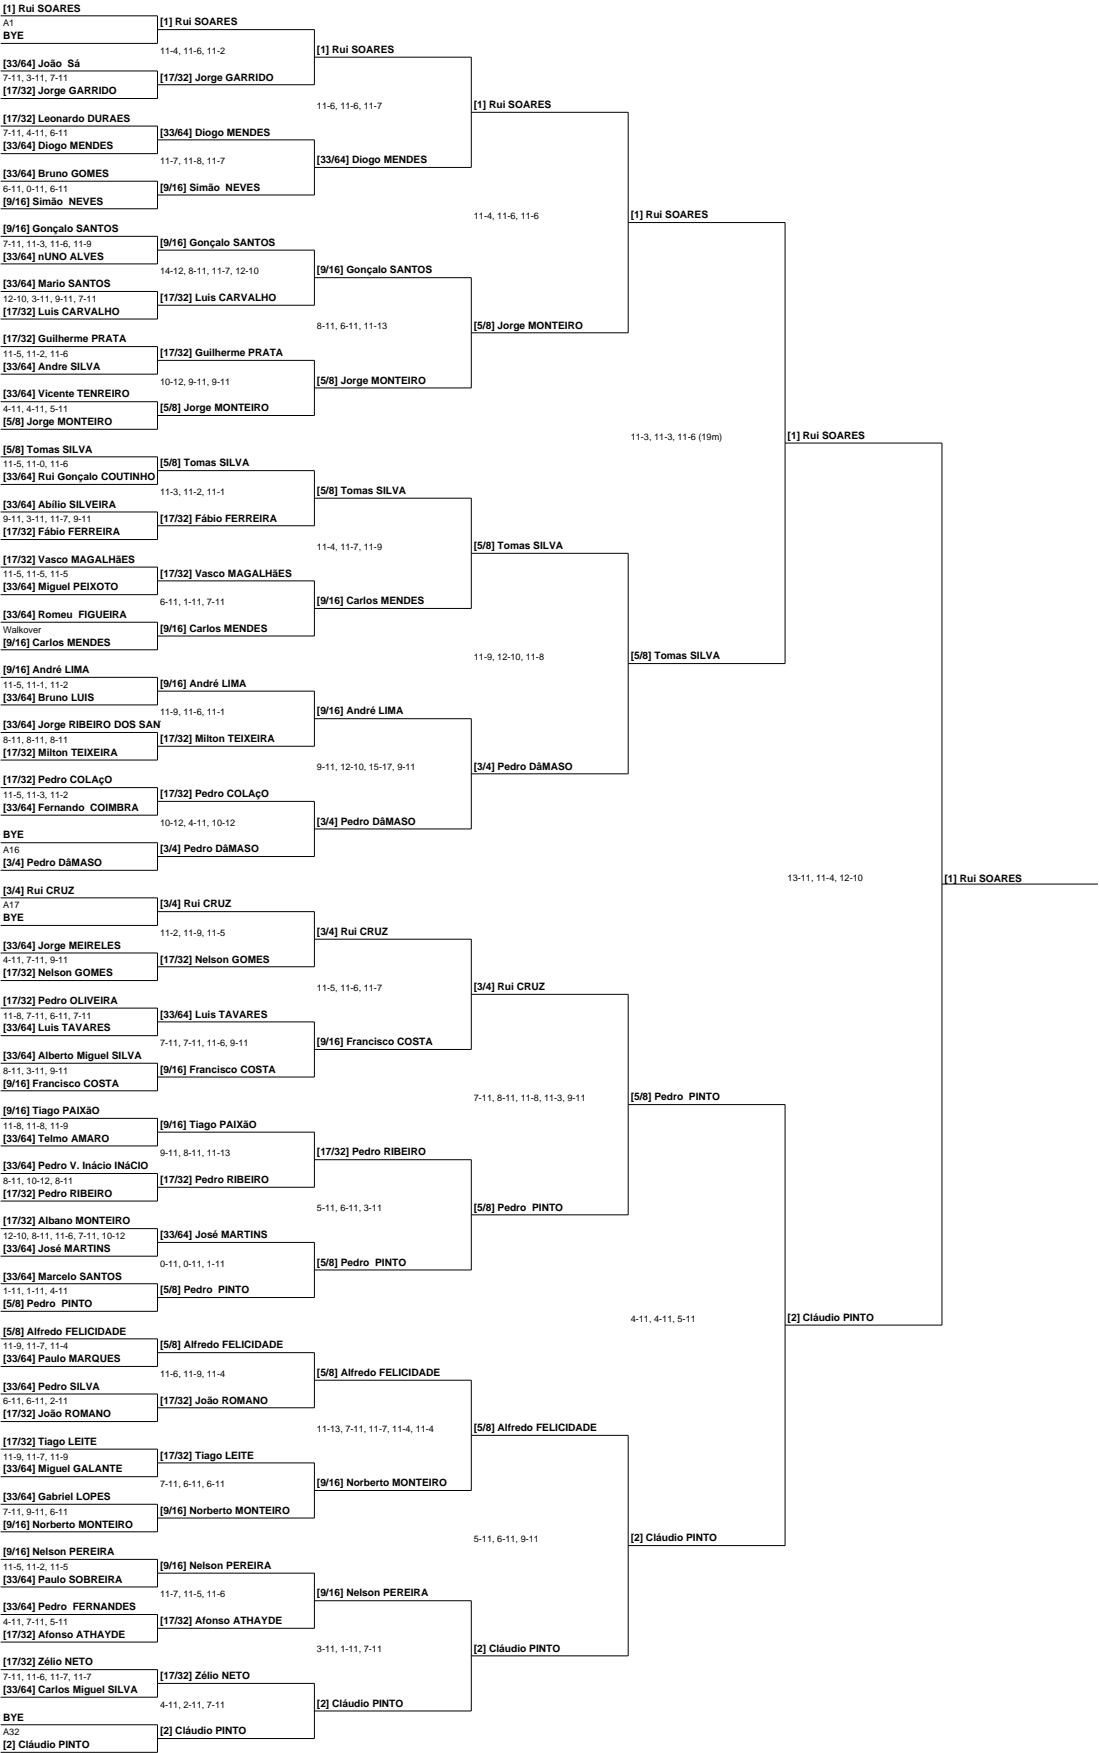 [1] Rui SOARES
A1
BYE
[33/64] João  Sá
7-11, 3-11, 7-11
[17/32] Jorge GARRIDO
[17/32] Leonardo DURAES
7-11, 4-11, 6-11
[33/64] Diogo MENDES
[33/64] Bruno GOMES
6-11, 0-11, 6-11
[9/16] Simão  NEVES
[9/16] Gonçalo SANTOS
7-11, 11-3, 11-6, 11-9
[33/64] nUNO ALVES
[33/64] Mario SANTOS
12-10, 3-11, 9-11, 7-11
[17/32] Luis CARVALHO
[17/32] Guilherme PRATA
11-5, 11-2, 11-6
[33/64] Andre SILVA
[33/64] Vicente TENREIRO
4-11, 4-11, 5-11
[5/8] Jorge MONTEIRO
[5/8] Tomas SILVA
11-5, 11-0, 11-6
[33/64] Rui Gonçalo COUTINHO
[33/64] Abílio SILVEIRA
9-11, 3-11, 11-7, 9-11
[17/32] Fábio FERREIRA
[17/32] Vasco MAGALHãES
11-5, 11-5, 11-5
[33/64] Miguel PEIXOTO
[33/64] Romeu  FIGUEIRA
Walkover
[9/16] Carlos MENDES
[9/16] André LIMA
11-5, 11-1, 11-2
[33/64] Bruno LUIS
[33/64] Jorge RIBEIRO DOS SAN
8-11, 8-11, 8-11
[17/32] Milton TEIXEIRA
[17/32] Pedro COLAçO
11-5, 11-3, 11-2
[33/64] Fernando  COIMBRA
BYE
A16
[3/4] Pedro DâMASO
[3/4] Rui CRUZ
A17
BYE
[33/64] Jorge MEIRELES
4-11, 7-11, 9-11
[17/32] Nelson GOMES
[17/32] Pedro OLIVEIRA
11-8, 7-11, 6-11, 7-11
[33/64] Luis TAVARES
[33/64] Alberto Miguel SILVA
8-11, 3-11, 9-11
[9/16] Francisco COSTA
[9/16] Tiago PAIXãO
11-8, 11-8, 11-9
[33/64] Telmo AMARO
[33/64] Pedro V. Inácio INáCIO
8-11, 10-12, 8-11
[17/32] Pedro RIBEIRO
[17/32] Albano MONTEIRO
12-10, 8-11, 11-6, 7-11, 10-12
[33/64] José MARTINS
[33/64] Marcelo SANTOS
1-11, 1-11, 4-11
[5/8] Pedro  PINTO
[5/8] Alfredo FELICIDADE
11-9, 11-7, 11-4
[33/64] Paulo MARQUES
[33/64] Pedro SILVA
6-11, 6-11, 2-11
[17/32] João ROMANO
[17/32] Tiago LEITE
11-9, 11-7, 11-9
[33/64] Miguel GALANTE
[33/64] Gabriel LOPES
7-11, 9-11, 6-11
[9/16] Norberto MONTEIRO
[9/16] Nelson PEREIRA
11-5, 11-2, 11-5
[33/64] Paulo SOBREIRA
[33/64] Pedro  FERNANDES
4-11, 7-11, 5-11
[17/32] Afonso ATHAYDE
[17/32] Zélio NETO
7-11, 11-6, 11-7, 11-7
[33/64] Carlos Miguel SILVA
BYE
A32
[2] Cláudio PINTO
[1] Rui SOARES
11-4, 11-6, 11-2
[17/32] Jorge GARRIDO
[33/64] Diogo MENDES
11-7, 11-8, 11-7
[9/16] Simão  NEVES
[9/16] Gonçalo SANTOS
14-12, 8-11, 11-7, 12-10
[17/32] Luis CARVALHO
[17/32] Guilherme PRATA
10-12, 9-11, 9-11
[5/8] Jorge MONTEIRO
[5/8] Tomas SILVA
11-3, 11-2, 11-1
[17/32] Fábio FERREIRA
[17/32] Vasco MAGALHãES
6-11, 1-11, 7-11
[9/16] Carlos MENDES
[9/16] André LIMA
11-9, 11-6, 11-1
[17/32] Milton TEIXEIRA
[17/32] Pedro COLAçO
10-12, 4-11, 10-12
[3/4] Pedro DâMASO
[3/4] Rui CRUZ
11-2, 11-9, 11-5
[17/32] Nelson GOMES
[33/64] Luis TAVARES
7-11, 7-11, 11-6, 9-11
[9/16] Francisco COSTA
[9/16] Tiago PAIXãO
9-11, 8-11, 11-13
[17/32] Pedro RIBEIRO
[33/64] José MARTINS
0-11, 0-11, 1-11
[5/8] Pedro  PINTO
[5/8] Alfredo FELICIDADE
11-6, 11-9, 11-4
[17/32] João ROMANO
[17/32] Tiago LEITE
7-11, 6-11, 6-11
[9/16] Norberto MONTEIRO
[9/16] Nelson PEREIRA
11-7, 11-5, 11-6
[17/32] Afonso ATHAYDE
[17/32] Zélio NETO
4-11, 2-11, 7-11
[2] Cláudio PINTO
[1] Rui SOARES
11-6, 11-6, 11-7
[33/64] Diogo MENDES
[9/16] Gonçalo SANTOS
8-11, 6-11, 11-13
[5/8] Jorge MONTEIRO
[5/8] Tomas SILVA
11-4, 11-7, 11-9
[9/16] Carlos MENDES
[9/16] André LIMA
9-11, 12-10, 15-17, 9-11
[3/4] Pedro DâMASO
[3/4] Rui CRUZ
11-5, 11-6, 11-7
[9/16] Francisco COSTA
[17/32] Pedro RIBEIRO
5-11, 6-11, 3-11
[5/8] Pedro  PINTO
[5/8] Alfredo FELICIDADE
11-13, 7-11, 11-7, 11-4, 11-4
[9/16] Norberto MONTEIRO
[9/16] Nelson PEREIRA
3-11, 1-11, 7-11
[2] Cláudio PINTO
[1] Rui SOARES
11-4, 11-6, 11-6
[5/8] Jorge MONTEIRO
[5/8] Tomas SILVA
11-9, 12-10, 11-8
[3/4] Pedro DâMASO
[3/4] Rui CRUZ
7-11, 8-11, 11-8, 11-3, 9-11
[5/8] Pedro  PINTO
[5/8] Alfredo FELICIDADE
5-11, 6-11, 9-11
[2] Cláudio PINTO
[1] Rui SOARES
11-3, 11-3, 11-6 (19m)
[5/8] Tomas SILVA
[5/8] Pedro  PINTO
4-11, 4-11, 5-11
[2] Cláudio PINTO
[1] Rui SOARES
13-11, 11-4, 12-10
[2] Cláudio PINTO
[1] Rui SOARES